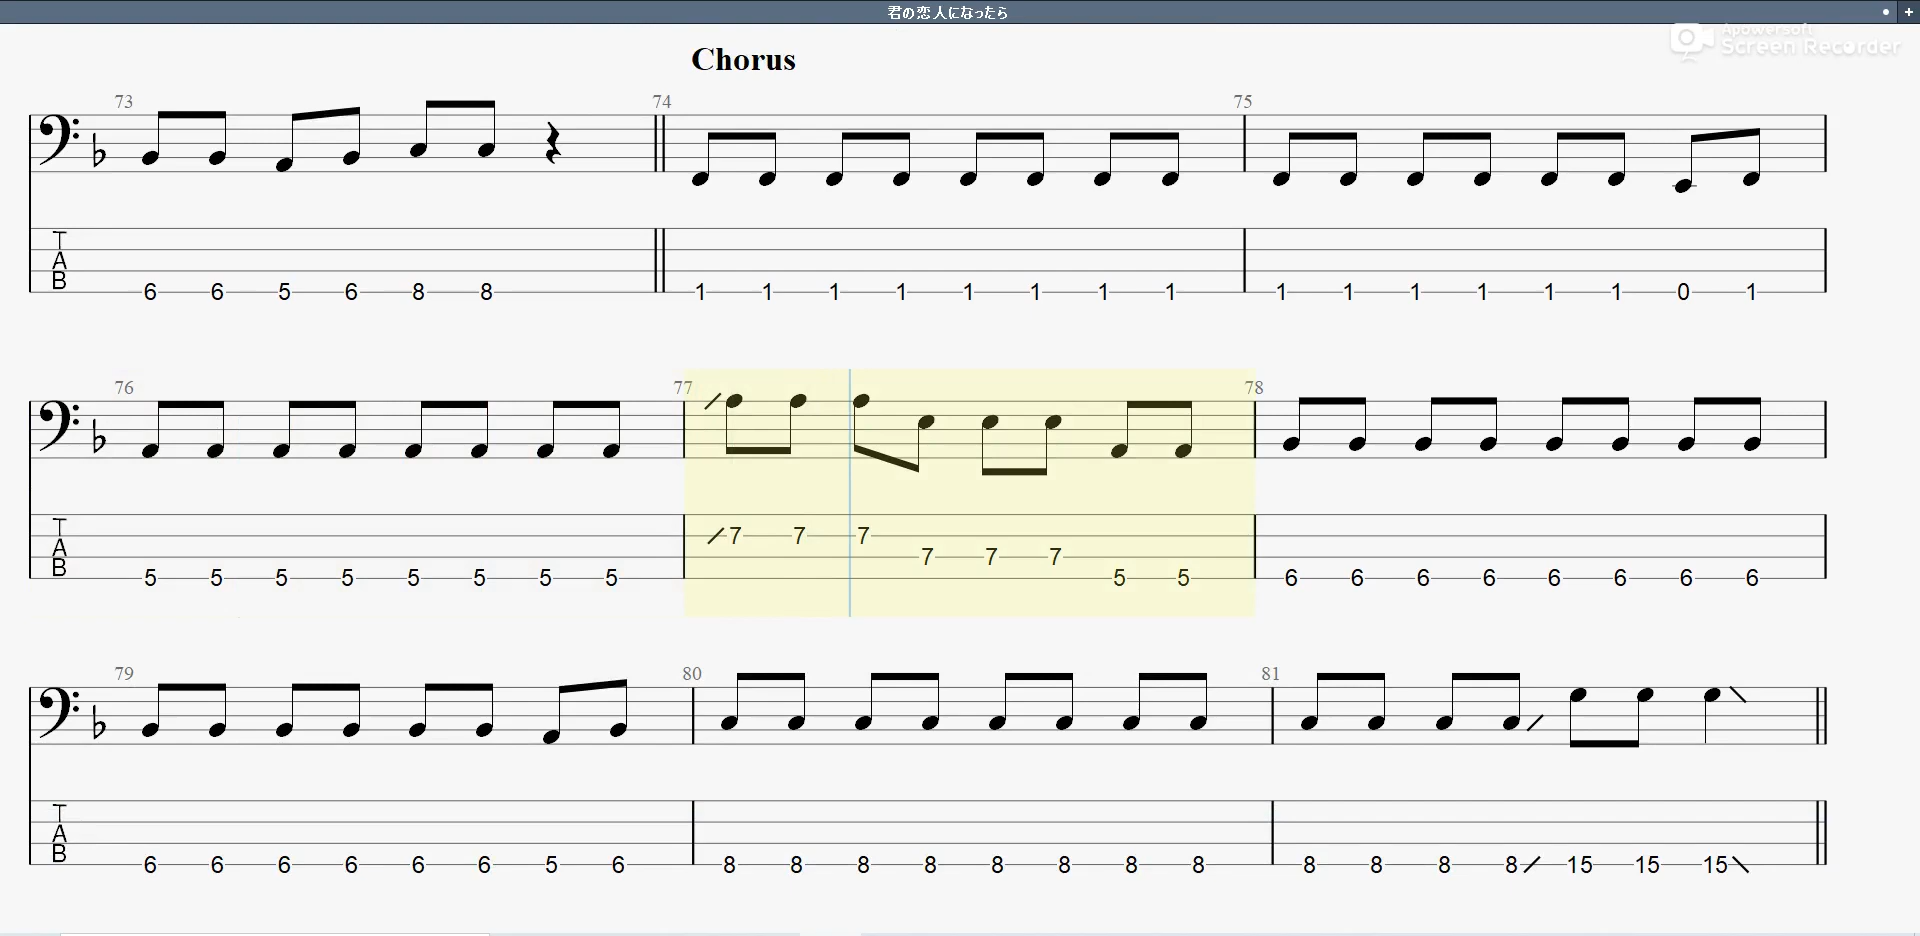 君の恋人になったら
Apowersoft
Screen Recorder
Chorus
73 74 75
T
A
B
6 6 5 6 8 8 1 1 1 1 1 1 1 1 1 1 1 1 1 1 0 1
76 77 78
7 7 7
T
A
B
7 7 7
5 5 5 5 5 5 5 5 5 5 6 6 6 6 6 6 6 6
79 80 81
T
A
B
6 6 6 6 6 6 5 6 8 8 8 8 8 8 8 8 8 8 8 8 15 15 15